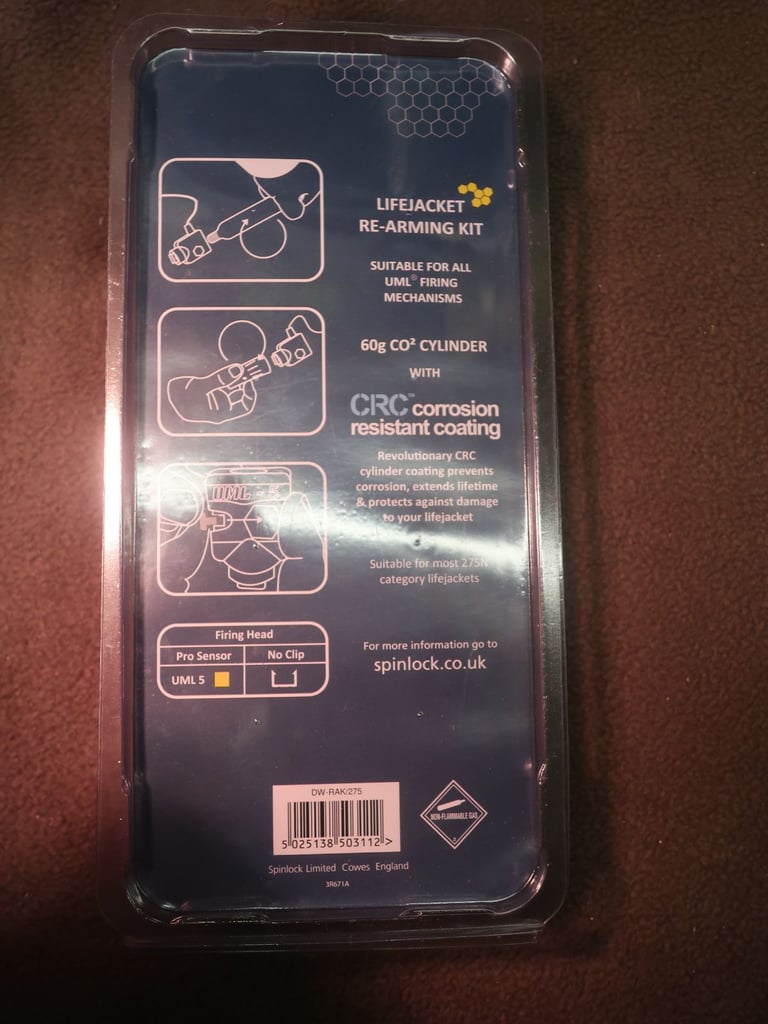 LIFEJACKET
RE-ARMING KIT
SUITABLE FOR ALL
UML® FIRING
MECHANISMS
60g CO² CYLINDER
WITH
CRC™ corrosion
resistant coating
Revolutionary CRC
cylinder coating prevents
corrosion, extends lifetime
& protects against damage
to your lifejacket
Suitable for most 275N
category lifejackets
For more information go to
spinlock.co.uk
UML - 5
Firing Head
Pro Sensor No Clip
UML 5
DW-RAK/275
5 025138 503112 >
NON-FLAMMABLE GAS
2
Spinlock Limited Cowes England
3R671A